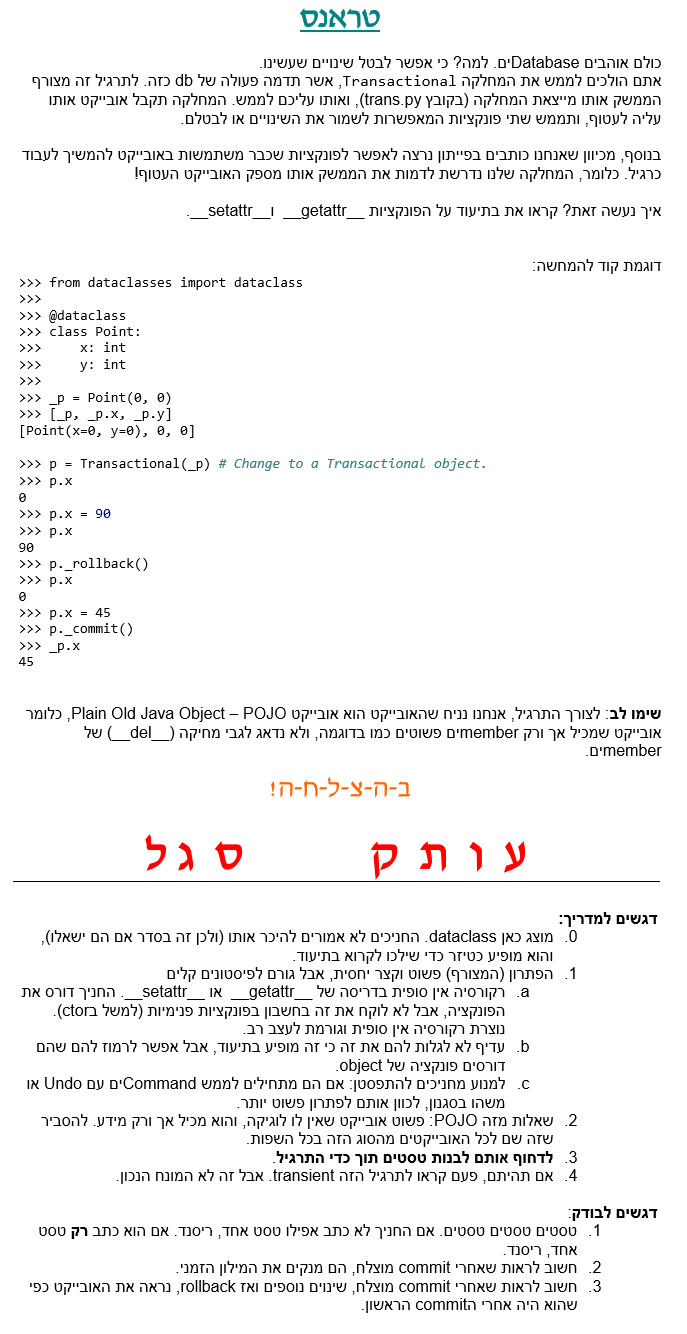 טראנס
כולם אוהבים Databaseים. למה? כי אפשר לבטל שינויים שעשינו.
אתם הולכים לממש את המחלקה Transactional, אשר תדמה פעולה של db כזה. לתרגיל זה מצורף
הממשק אותו מייצאת המחלקה (בקובץ trans.py), ואותו עליכם לממש. המחלקה תקבל אובייקט אותו
עליה לעטוף, ותממש שתי פונקציות המאפשרות לשמור את השינויים או לבטלם.
בנוסף, מכיוון שאנחנו כותבים בפייתון נרצה לאפשר לפונקציות שכבר משתמשות באובייקט להמשיך לעבוד
כרגיל. כלומר, המחלקה שלנו נדרשת לדמות את הממשק אותו מספק האובייקט העטוף!
איך נעשה זאת? קראו את בתיעוד על הפונקציות __getattr__ ו__setattr__.
דוגמת קוד להמחשה:
>>> from dataclasses import dataclass
>>>
>>> @dataclass
>>> class Point:
>>>     x: int
>>>     y: int
>>>
>>> _p = Point(0, 0)
>>> [_p, _p.x, _p.y]
[Point(x=0, y=0), 0, 0]
>>> p = Transactional(_p) # Change to a Transactional object.
>>> p.x
0
>>> p.x = 90
>>> p.x
90
>>> p._rollback()
>>> p.x
0
>>> p.x = 45
>>> p._commit()
>>> _p.x
45
שימו לב: לצורך התרגיל, אנחנו נניח שהאובייקט הוא אובייקט Plain Old Java Object – POJO, כלומר
אובייקט שמכיל אך ורק memberים פשוטים כמו בדוגמה, ולא נדאג לגבי מחיקה (__del__) של
memberים.
ב-ה-צ-ל-ח-ה!
עותק סגל
דגשים למדריך:
0. מוצג כאן dataclass. החניכים לא אמורים להיכר אותו (ולכן זה בסדר אם הם ישאלו),
והוא מופיע כטיזר כדי שילכו לקרוא בתיעוד.
1. הפתרון (המצורף) פשוט וקצר יחסית, אבל גורם לפיסטונים קלים
a. רקורסיה אין סופית בדריסה של __getattr__ או __setattr__. החניך דורס את
הפונקציה, אבל לא לוקח את זה בחשבון בפונקציות פנימיות (למשל בctor).
נוצרת רקורסיה אין סופית וגורמת לעצב רב.
b. עדיף לא לגלות להם את זה כי זה מופיע בתיעוד, אבל אפשר לרמוז להם שהם
דורסים פונקציה של object.
c. למנוע מחניכים להתפסטן: אם הם מתחילים לממש Commandים עם Undo או
משהו בסגנון, לכוון אותם לפתרון פשוט יותר.
2. שאלות מזה POJO: פשוט אובייקט שאין לו לוגיקה, והוא מכיל אך ורק מידע. להסביר
שזה שם לכל האובייקטים מהסוג הזה בכל השפות.
3. לדחוף אותם לבנות טסטים תוך כדי התרגיל.
4. אם תהיתם, פעם קראו לתרגיל הזה transient. אבל זה לא המונח הנכון.
דגשים לבודק:
1. טסטים טסטים טסטים. אם החניך לא כתב אפילו טסט אחד, ריסנד. אם הוא כתב רק טסט
אחד, ריסנד.
2. חשוב לראות שאחרי commit מוצלח, הם מנקים את המילון הזמני.
3. חשוב לראות שאחרי commit מוצלח, שינוים נוספים ואז rollback, נראה את האובייקט כפי
שהוא היה אחרי הcommit הראשון.